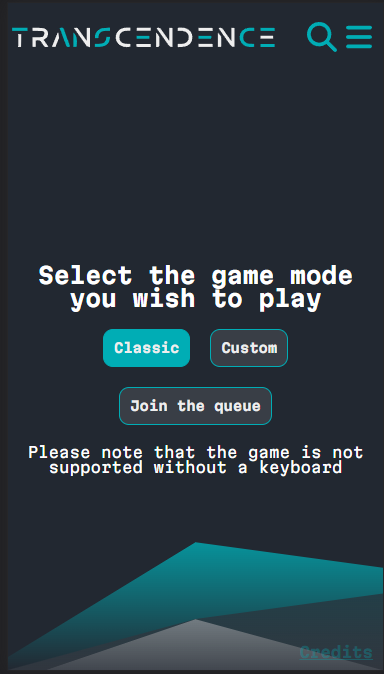 TRANSCENDENCE
Select the game mode
you wish to play
Classic
Custom
Join the queue
Please note that the game is not
supported without a keyboard
Credits